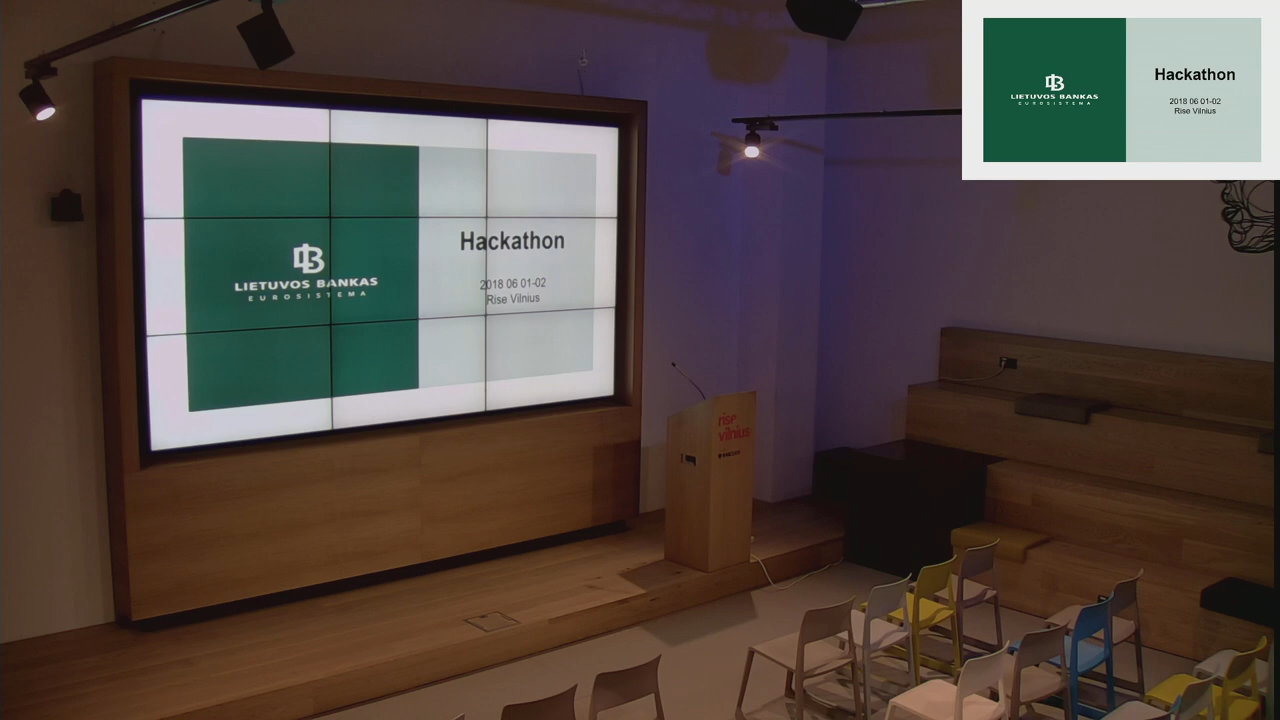 LIETUVOS BANKAS
EUROSISTEMA
Hackathon
2018 06 01-02
Rise Vilnius
rise
vilnius
LIETUVOS BANKAS
EUROSISTEMA
Hackathon
2018 06 01-02
Rise Vilnius